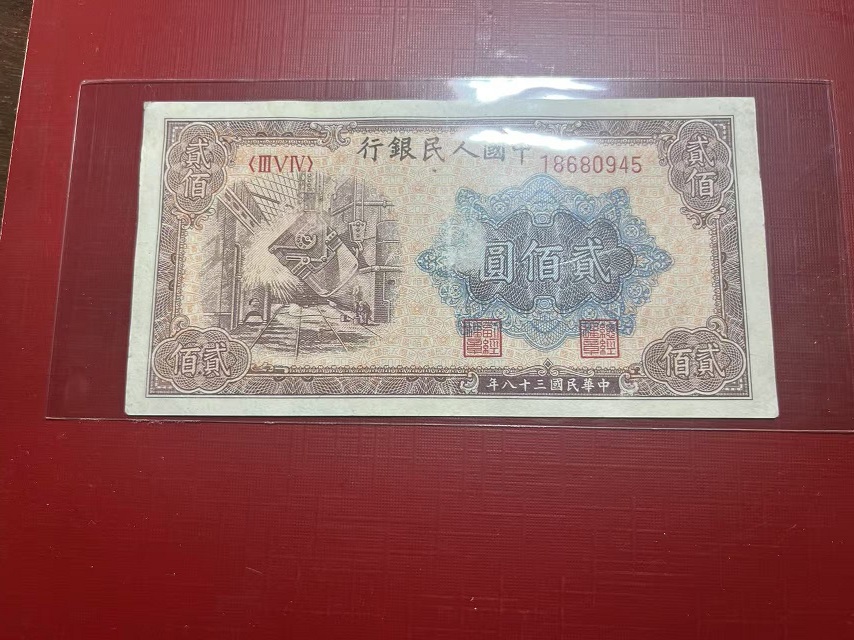 中國人民銀行
〈ⅢⅤⅣ〉
18680945
貳佰
貳佰
貳佰圓
佰貳
佰貳
中華民國三十八年